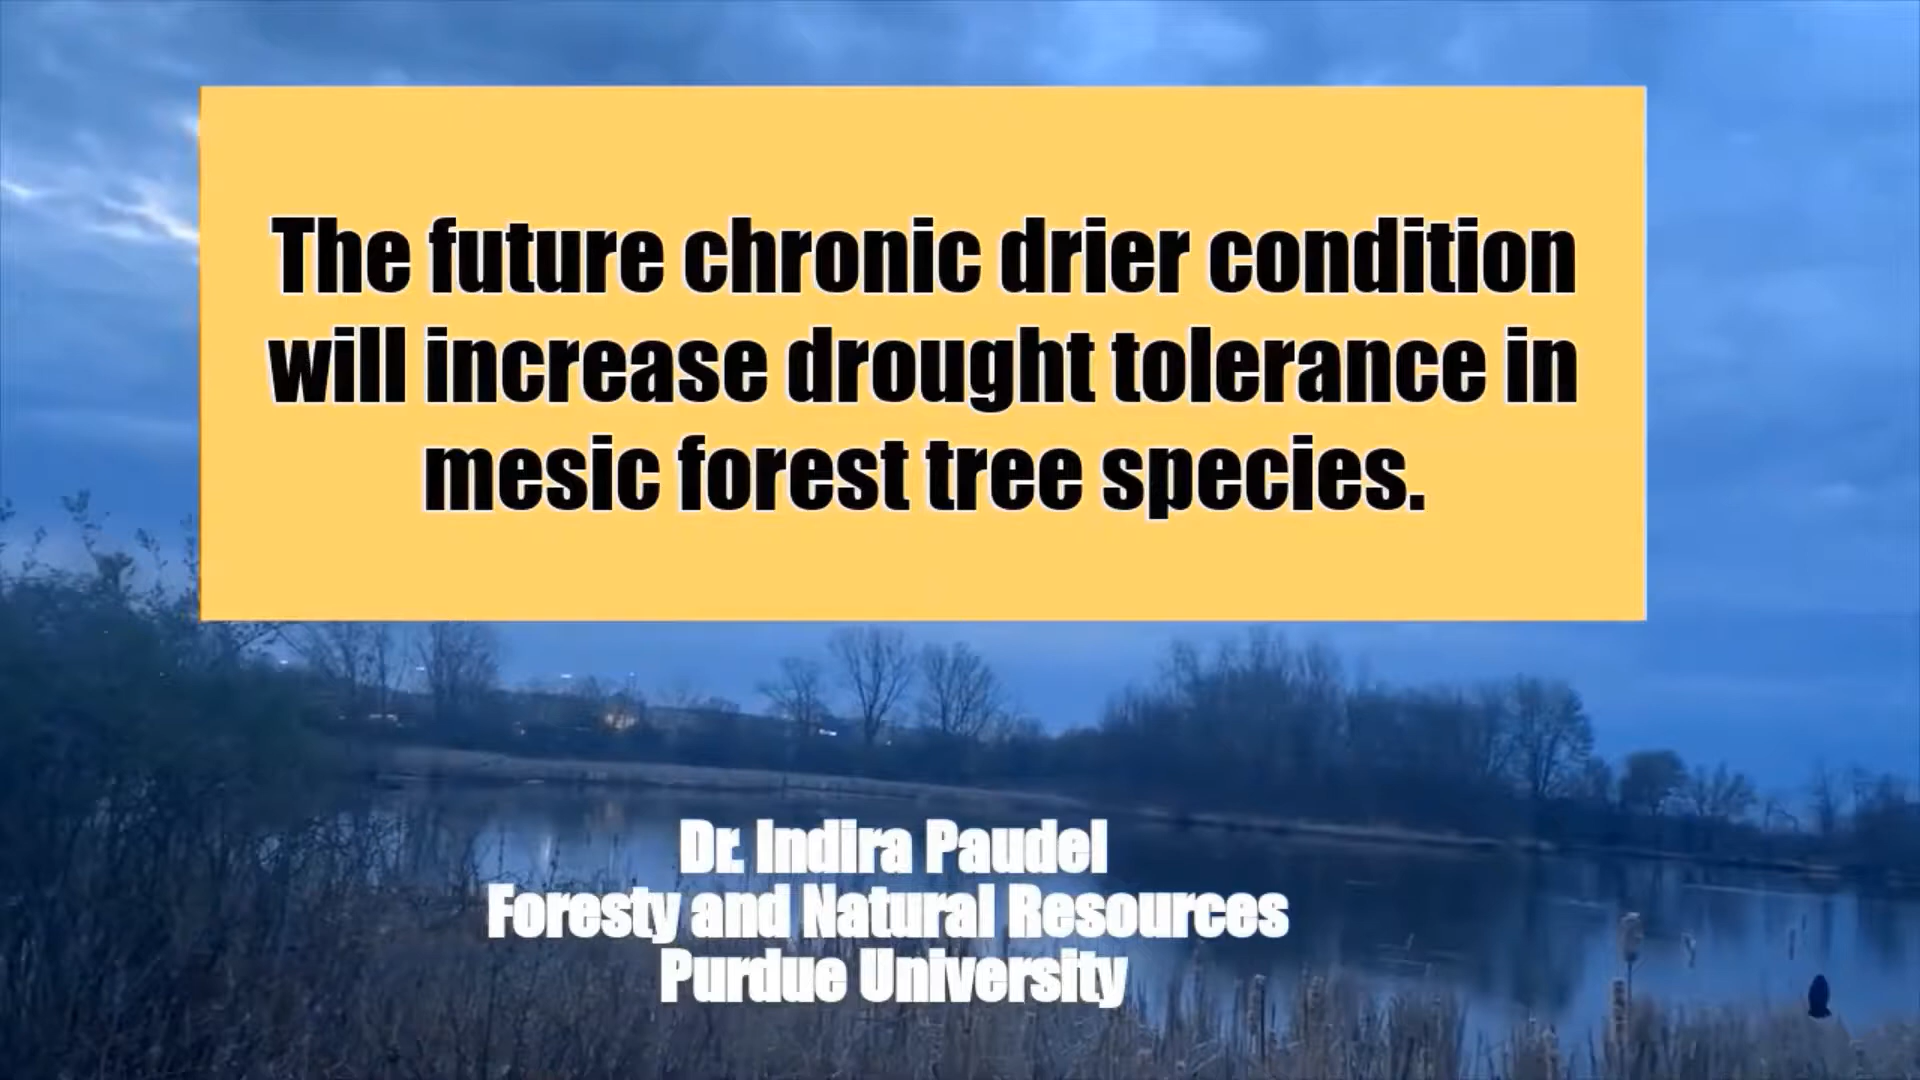 The future chronic drier condition
will increase drought tolerance in
mesic forest tree species.
Dr. Indira Paudel
Foresty and Natural Resources
Purdue University